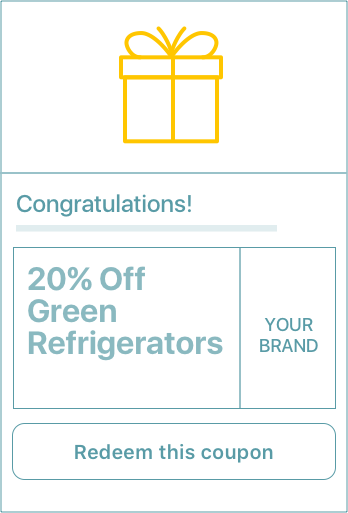 Congratulations!
20% Off
Green
Refrigerators
YOUR
BRAND
Redeem this coupon